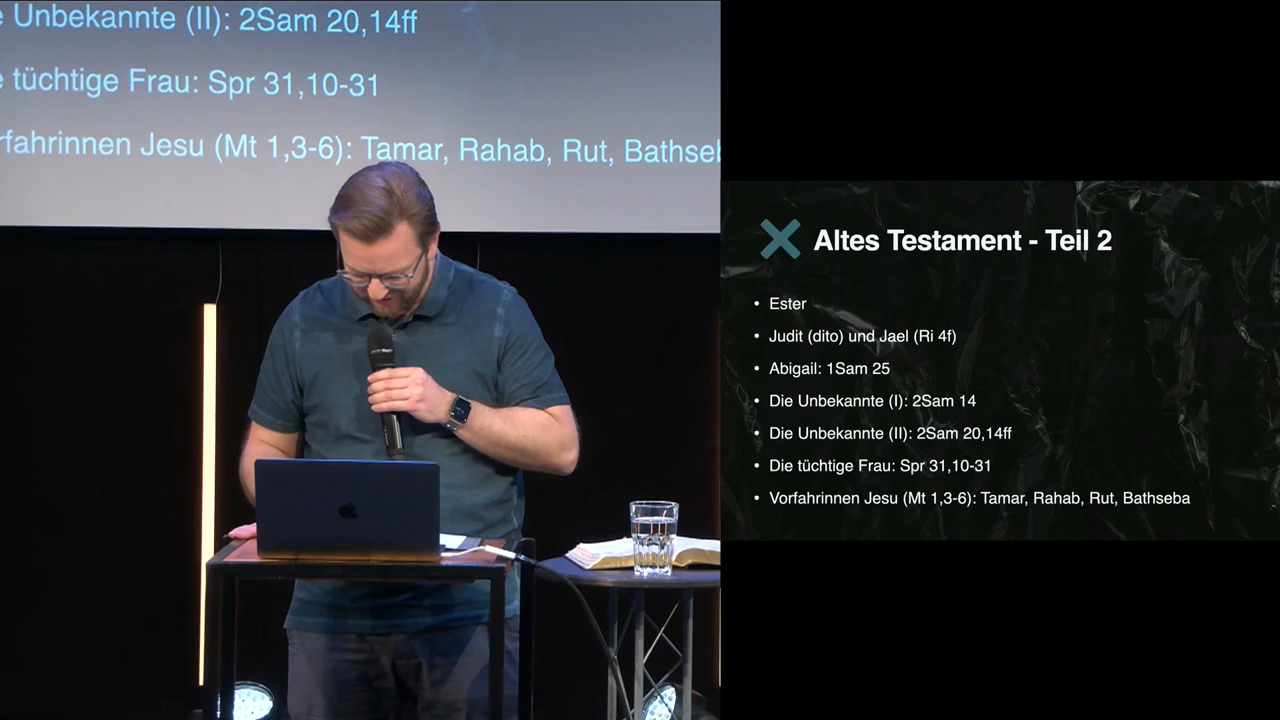 Unbekannte (II): 2Sam 20,14ff
tüchtige Frau: Spr 31,10-31
rfahrinnen Jesu (Mt 1,3-6): Tamar, Rahab, Rut, Bathseb
Altes Testament - Teil 2
• Ester
• Judit (dito) und Jael (Ri 4f)
• Abigail: 1Sam 25
• Die Unbekannte (I): 2Sam 14
• Die Unbekannte (II): 2Sam 20,14ff
• Die tüchtige Frau: Spr 31,10-31
• Vorfahrinnen Jesu (Mt 1,3-6): Tamar, Rahab, Rut, Bathseba